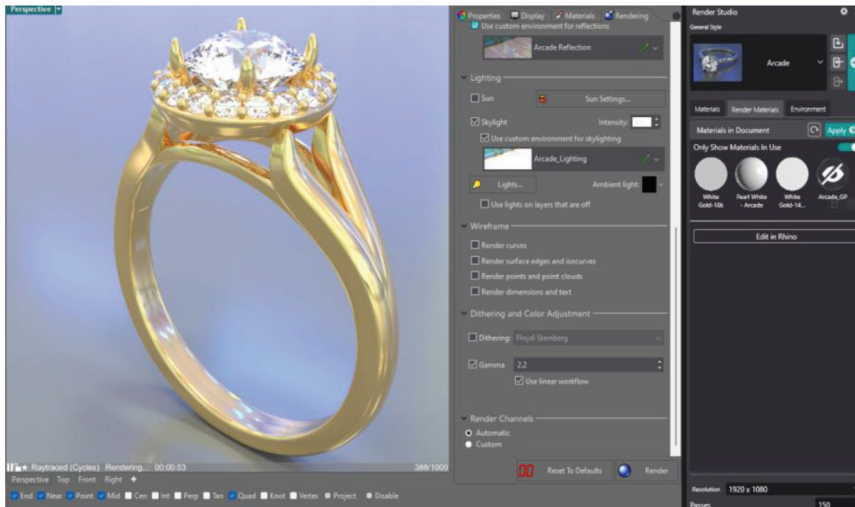 Perspective
Raytraced (Cycles) Rendering... 00:00:53
388/1000
Perspective Top Front Right
End Near Point Mid Cen Int Perp Tan Quad Knot Vertex Project Disable
Properties Display Materials Rendering
Use custom environment for reflections
Arcade Reflection
Lighting
Sun
Sun Settings...
Skylight
Intensity:
Use custom environment for skylighting
Arcade_Lighting
Lights...
Ambient light:
Use lights on layers that are off
Wireframe
Render curves
Render surface edges and isocurves
Render points and point clouds
Render dimensions and text
Dithering and Color Adjustment
Dithering: Floyd-Steinberg
Gamma 2.2
Use linear workflow
Render Channels
Automatic
Custom
Reset To Defaults
Render
Render Studio
General Style
Arcade
Materials Render Materials Environment
Materials in Document
Apply
Only Show Materials In Use
White
Gold-18k
Pearl White
- Arcade
White
Gold-14...
Arcade_GP
Edit in Rhino
Resolution 1920 x 1080
Passes 150